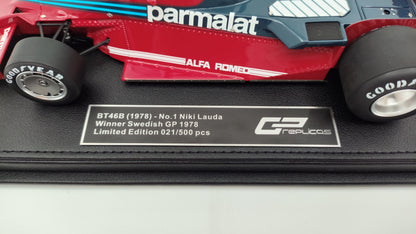 parmalat
ALFA ROMEO
GOODYEAR
GOODY
BT46B (1978) - No.1 Niki Lauda
Winner Swedish GP 1978
Limited Edition 021/500 pcs
GP
replicas